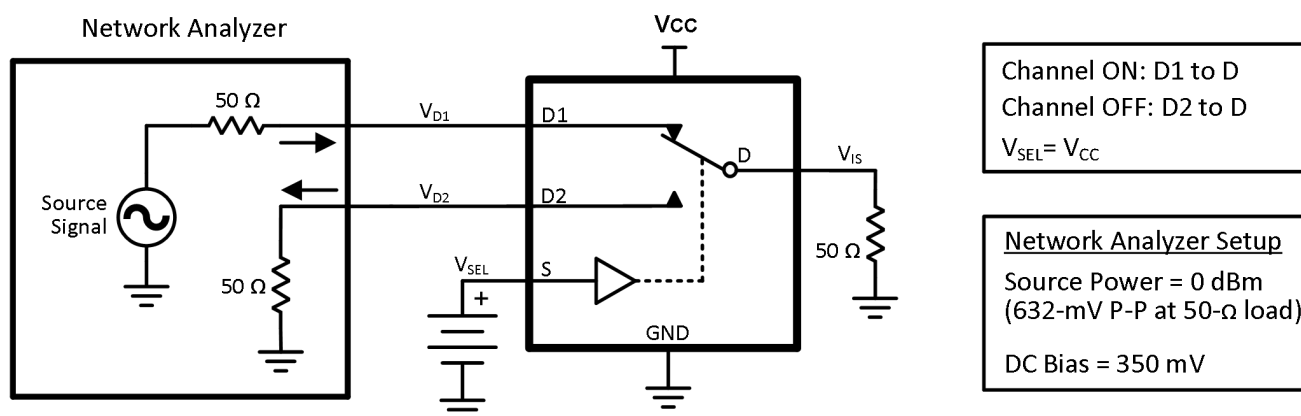 Network Analyzer
50 Ω
Source
Signal
50 Ω
V_D1
V_D2
V_SEL
+
Vcc
D1
D2
S
D
GND
V_IS
50 Ω
Channel ON: D1 to D
Channel OFF: D2 to D
V_SEL= V_CC
Network Analyzer Setup
Source Power = 0 dBm
(632-mV P-P at 50-Ω load)
DC Bias = 350 mV